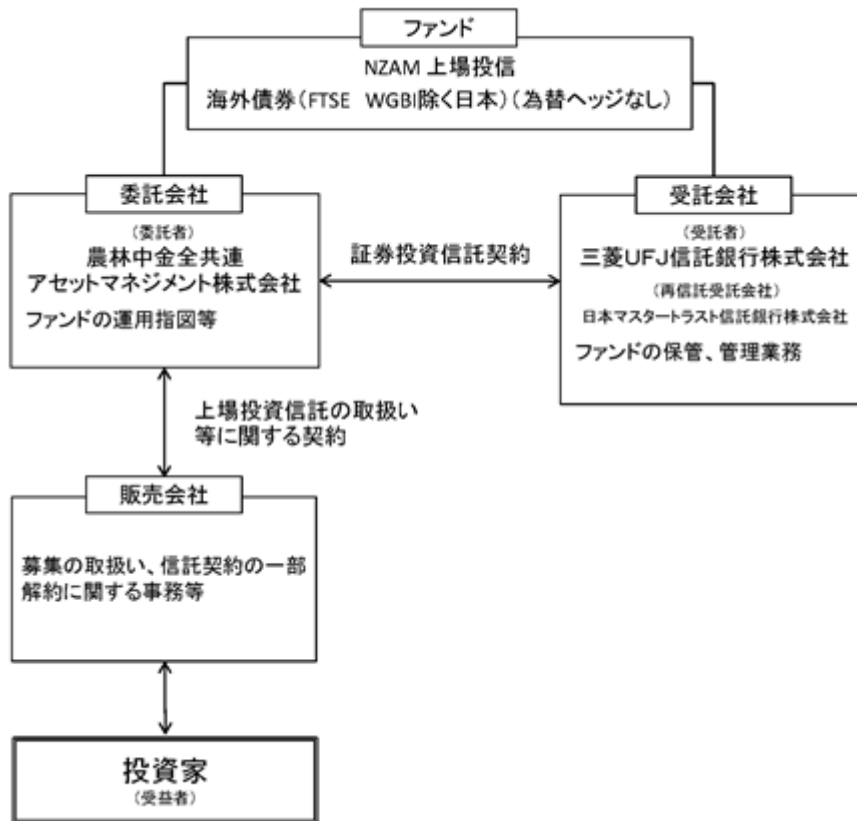 ファンド
NZAM 上場投信
海外債券（FTSE　WGBI除く日本）（為替ヘッジなし）
委託会社
（委託者）
農林中金全共連
アセットマネジメント株式会社
ファンドの運用指図等
証券投資信託契約
受託会社
（受託者）
三菱ＵＦＪ信託銀行株式会社
（再信託受託会社）
日本マスタートラスト信託銀行株式会社
ファンドの保管、管理業務
上場投資信託の取扱い
等に関する契約
販売会社
募集の取扱い、信託契約の一部
解約に関する事務等
投資家
（受益者）